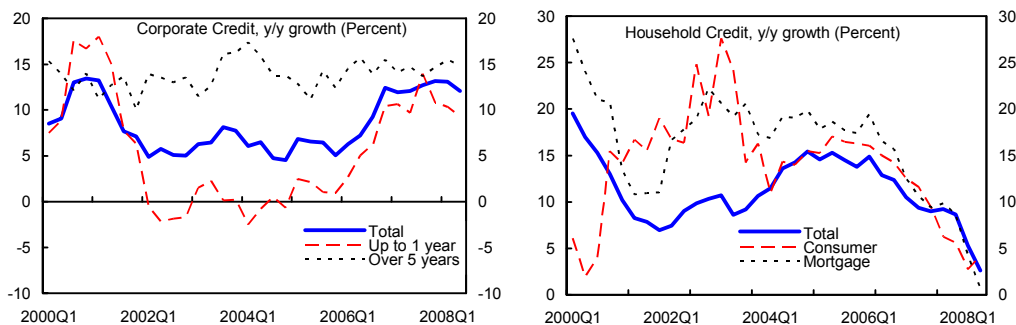 Corporate Credit, y/y growth (Percent)
20
15
10
5
0
-5
-10
20
15
10
5
0
-5
-10
Total
Up to 1 year
Over 5 years
2000Q1 2002Q1 2004Q1 2006Q1 2008Q1
Household Credit, y/y growth (Percent)
30
25
20
15
10
5
0
30
25
20
15
10
5
0
Total
Consumer
Mortgage
2000Q1 2002Q1 2004Q1 2006Q1 2008Q1